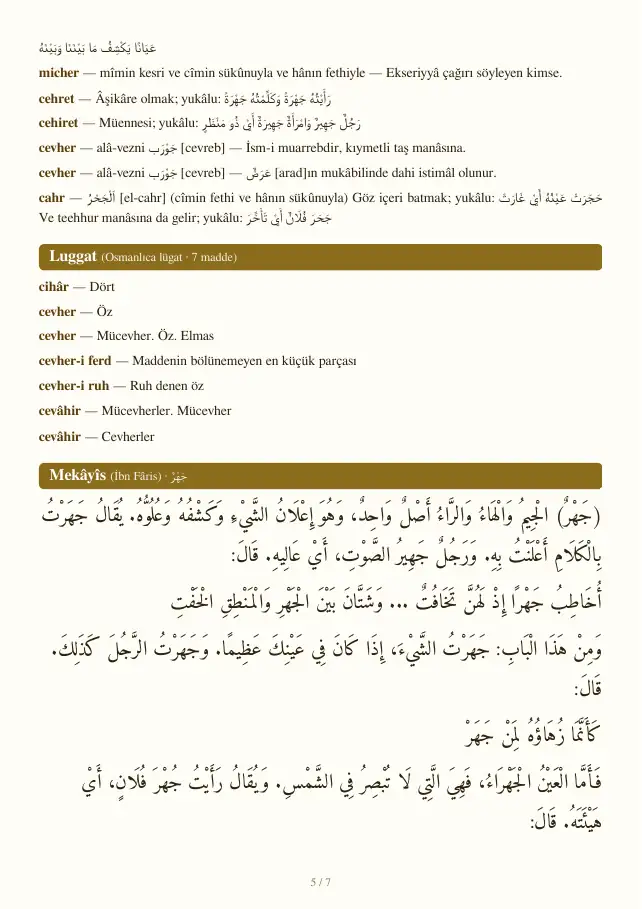 عَيَانًا يَكْشِفُ مَا بَيْنَنَا وَبَيْنَهُ
micher — mîmin kesri ve cîmin sükûnuyla ve hânın fethiyle — Ekseriyyâ çağırı söyleyen kimse.
cehret — Âşikâre olmak; yukâlu: رَأَيْتُهُ جَهْرَةً وَكَلَّمْتُهُ جَهْرَةً
cehiret — Müennesi; yukâlu: رَجُلٌ جَهِيرٌ وَامْرَأَةٌ جَهِيرَةٌ أَيْ ذُو مَنْظَرٍ
cevher — alâ-vezni جَوْرَب [cevreb] — İsm-i muarrebdir, kıymetli taş manâsına.
cevher — alâ-vezni جَوْرَب [cevreb] — عَرَضٌ [arad]ın mukâbilinde dahi istimâl olunur.
cahr — اَلْجَحْرُ [el-cahr] (cîmin fethi ve hânın sükûnuyla) Göz içeri batmak; yukâlu: حَجَرَتْ عَيْنُهُ أَيْ غَارَتْ
Ve teehhur manâsına da gelir; yukâlu: جَحَرَ فُلَانٌ أَيْ تَأَخَّرَ
Luggat (Osmanlıca lügat · 7 madde)
cihâr — Dört
cevher — Öz
cevher — Mücevher. Öz. Elmas
cevher-i ferd — Maddenin bölünemeyen en küçük parçası
cevher-i ruh — Ruh denen öz
cevâhir — Mücevherler. Mücevher
cevâhir — Cevherler
Mekâyîs (İbn Fâris) · جَهْرٌ
(جَهْرٌ) الْجِيمُ وَالْهَاءُ وَالرَّاءُ أَصْلٌ وَاحِدٌ، وَهُوَ إِعْلَانُ الشَّيْءِ وَكَشْفُهُ وَعُلُوُّهُ. يُقَالُ جَهَرْتُ
بِالْكَلَامِ أَعْلَنْتُ بِهِ. وَرَجُلٌ جَهِيرُ الصَّوْتِ، أَيْ عَالِيهِ. قَالَ:
أُخَاطِبُ جَهْرًا إِذْ لَهُنَّ تَخَافُتٌ ... وَشَتَّانَ بَيْنَ الْجَهْرِ وَالْمَنْطِقِ الْخَفْتِ
وَمِنْ هَذَا الْبَابِ: جَهَرْتُ الشَّيْءَ، إِذَا كَانَ فِي عَيْنِكَ عَظِيمًا. وَجَهَرْتُ الرَّجُلَ كَذَلِكَ.
قَالَ:
كَأَنَّمَا زُهَاؤُهُ لِمَنْ جَهَرْ
فَأَمَّا الْعَيْنُ الْجَهْرَاءُ، فَهِيَ الَّتِي لَا تُبْصِرُ فِي الشَّمْسِ. وَيُقَالُ رَأَيْتُ جُهْرَ فُلَانٍ، أَيْ
هَيْئَتَهُ. قَالَ:
5 / 7